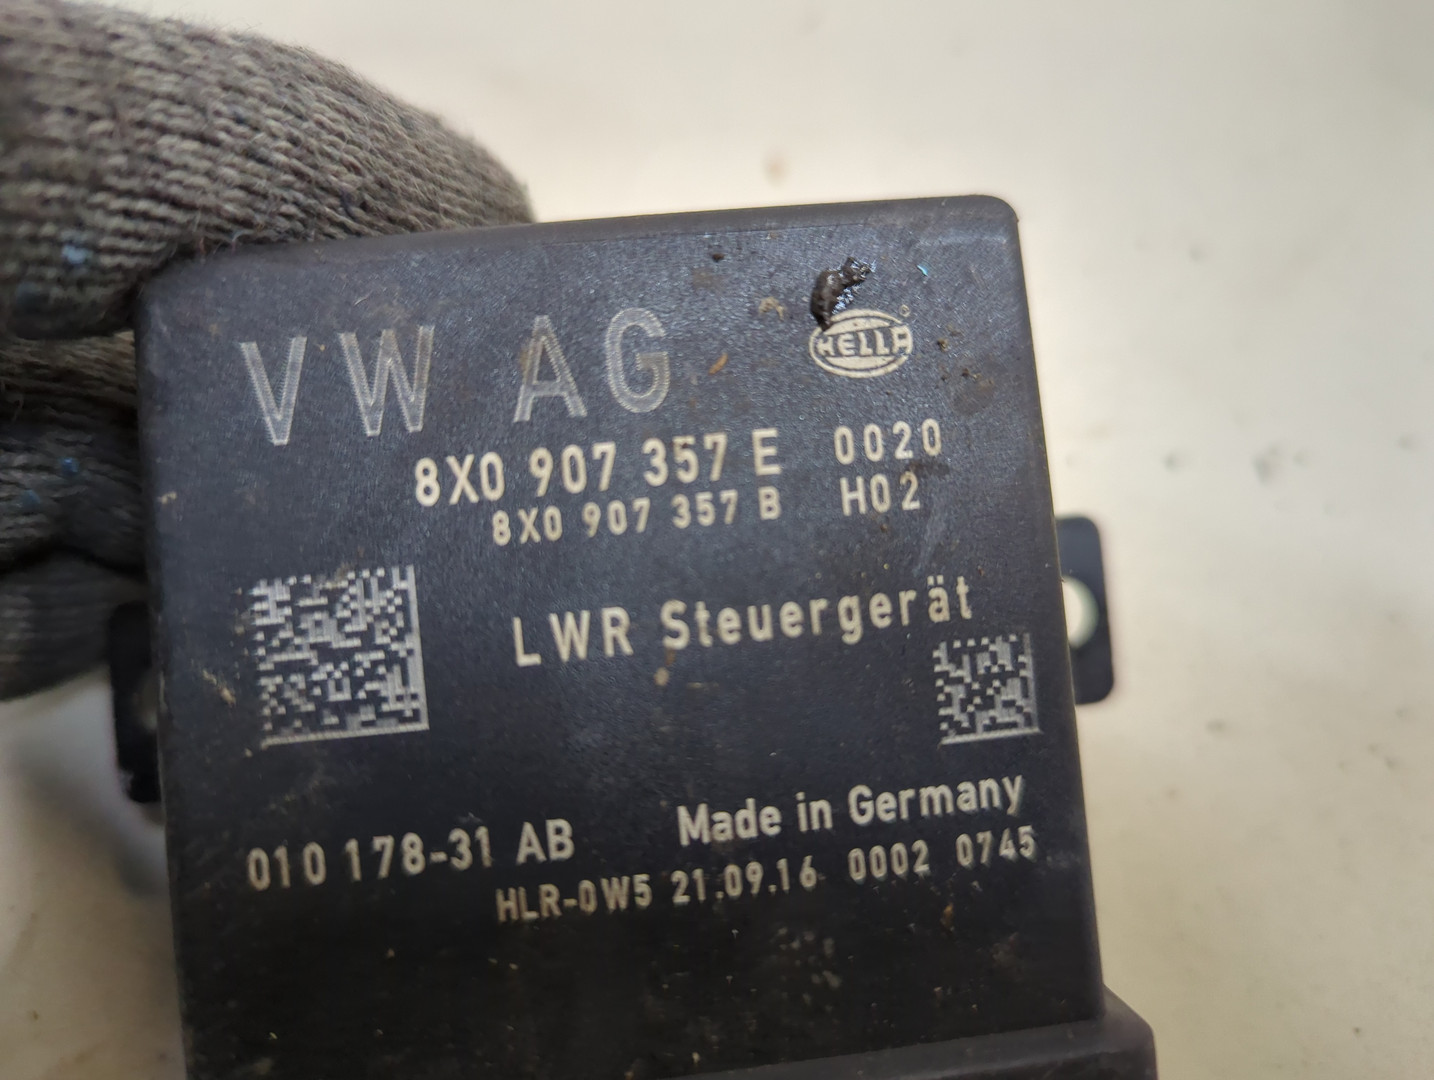 VW AG
HELLA
8X0 907 357 E 0020
8X0 907 357 B H02
LWR Steuergerät
010 178-31 AB Made in Germany
HLR-0W5 21.09.16 0002 0745